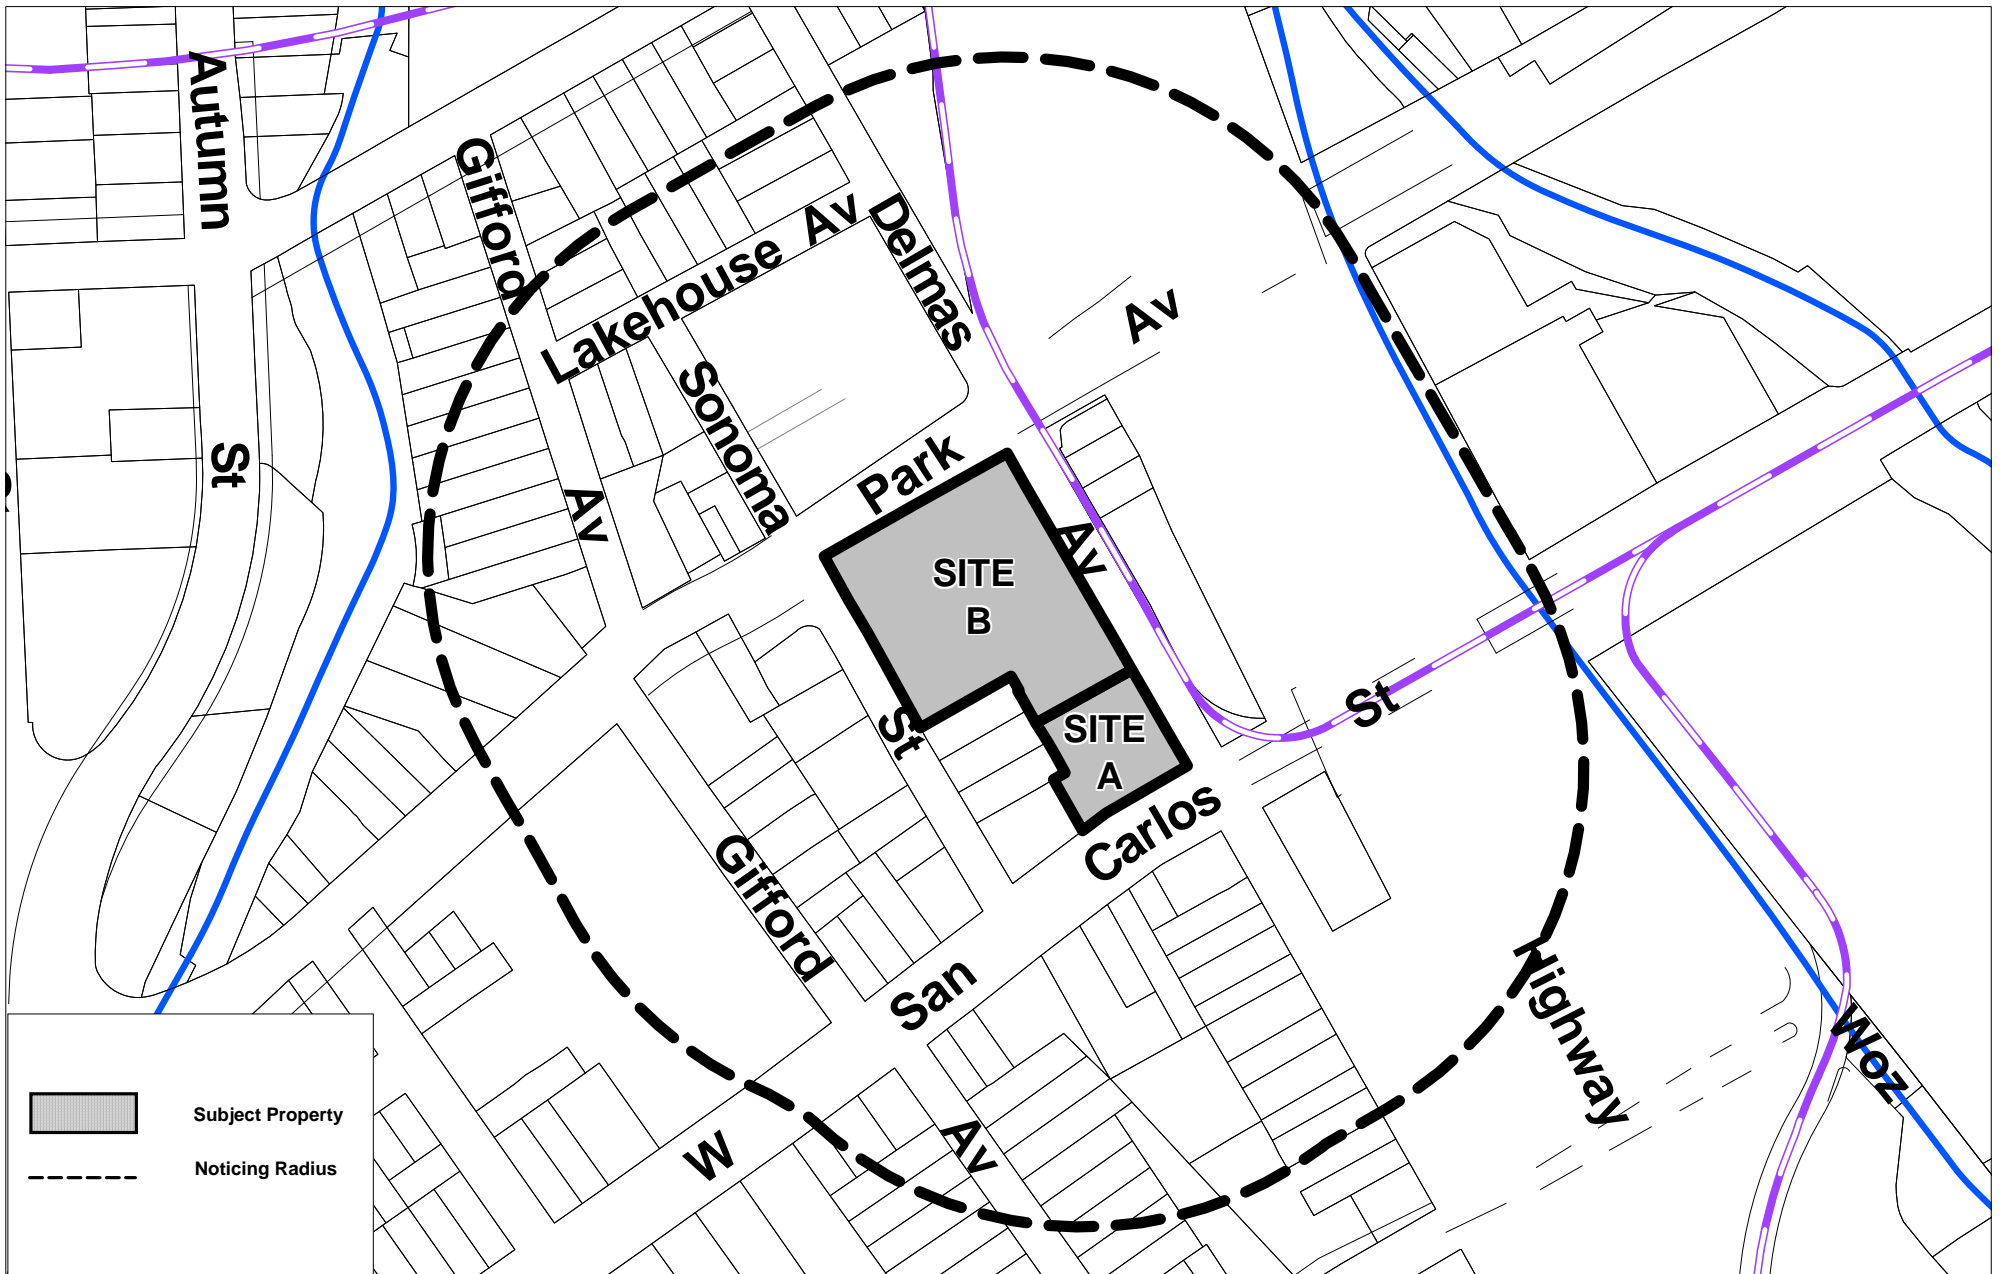 Autumn
St
Gifford
Av
Lakehouse Av
Delmas
Av
Sonoma
St
Park
Av
SITE
B
SITE
A
W
San
Carlos
St
Gifford
Av
Highway
Woz
Subject Property
Noticing Radius